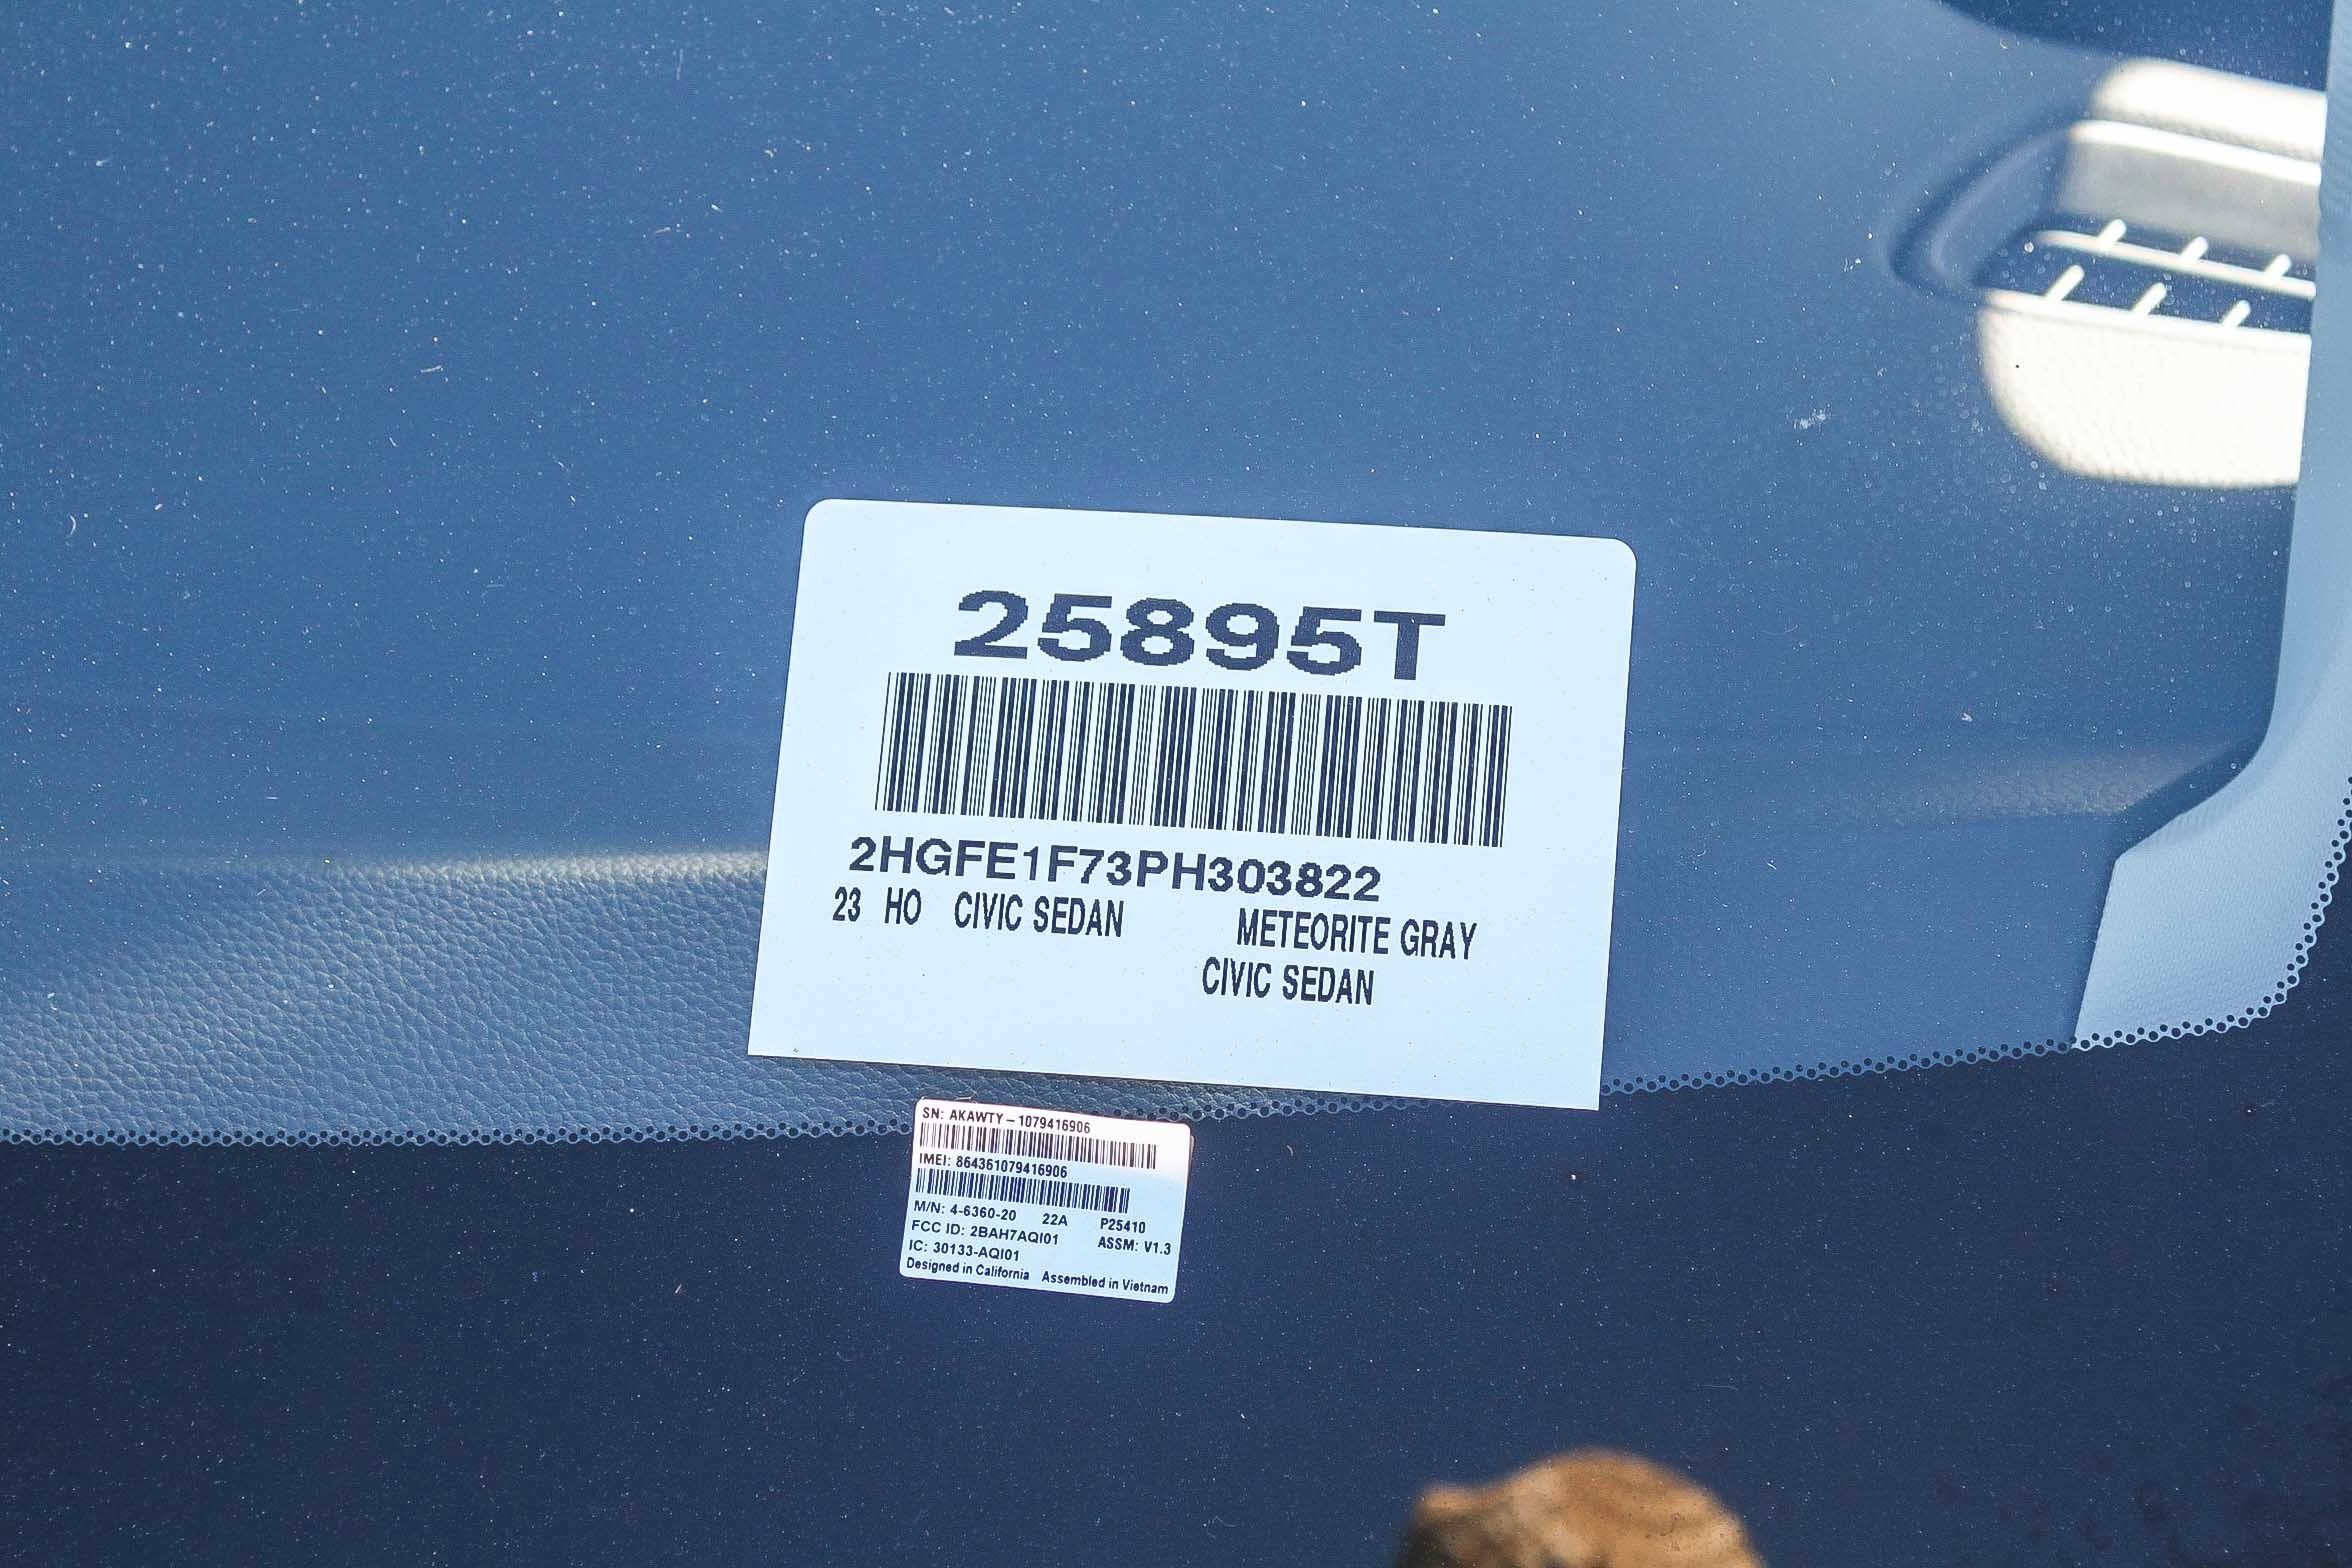 25895T
2HGFE1F73PH303822
23 HO CIVIC SEDAN METEORITE GRAY
CIVIC SEDAN
SN: AKAWTY-1079416906
IMEI: 864361079416906
M/N: 4-6360-20 22A P25410
FCC ID: 2BAH7AQI01 ASSM: V1.3
IC: 30133-AQI01
Designed in California Assembled in Vietnam